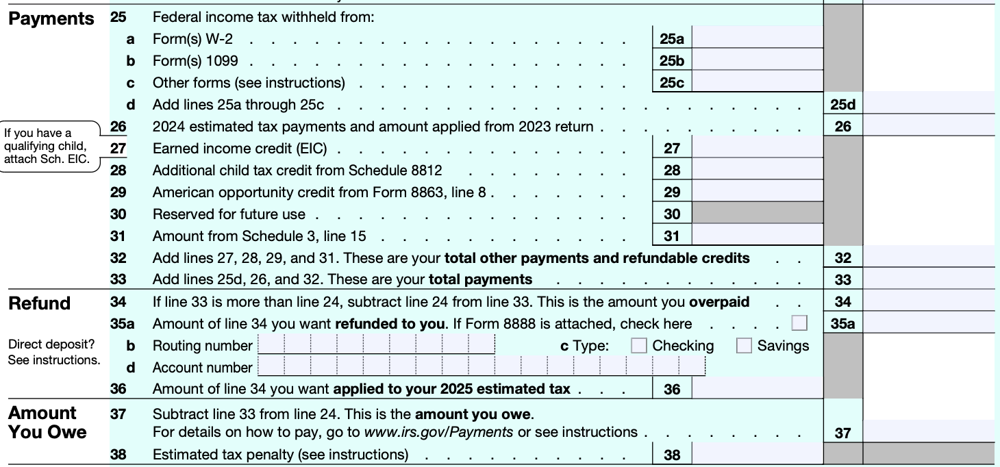 Payments 25 Federal income tax withheld from:
a Form(s) W-2 . . . . . . . . . . . . . . . . . . 25a
b Form(s) 1099 . . . . . . . . . . . . . . . . . . 25b
c Other forms (see instructions) . . . . . . . . . . . . . 25c
d Add lines 25a through 25c . . . . . . . . . . . . . . . . . . . . . . 25d
If you have a qualifying child, attach Sch. EIC.
26 2024 estimated tax payments and amount applied from 2023 return . . . . . . . . . . 26
27 Earned income credit (EIC) . . . . . . . . . . . . . . 27
28 Additional child tax credit from Schedule 8812 . . . . . . . . 28
29 American opportunity credit from Form 8863, line 8 . . . . . . . 29
30 Reserved for future use . . . . . . . . . . . . . . . 30
31 Amount from Schedule 3, line 15 . . . . . . . . . . . . 31
32 Add lines 27, 28, 29, and 31. These are your total other payments and refundable credits . . 32
33 Add lines 25d, 26, and 32. These are your total payments . . . . . . . . . . . . 33
Refund 34 If line 33 is more than line 24, subtract line 24 from line 33. This is the amount you overpaid . . 34
35a Amount of line 34 you want refunded to you. If Form 8888 is attached, check here . . . . 35a
Direct deposit?
See instructions.
b Routing number c Type: Checking Savings
d Account number
36 Amount of line 34 you want applied to your 2025 estimated tax . . . 36
Amount
You Owe
37 Subtract line 33 from line 24. This is the amount you owe.
For details on how to pay, go to www.irs.gov/Payments or see instructions . . . . . . . . 37
38 Estimated tax penalty (see instructions) . . . . . . . . . . 38